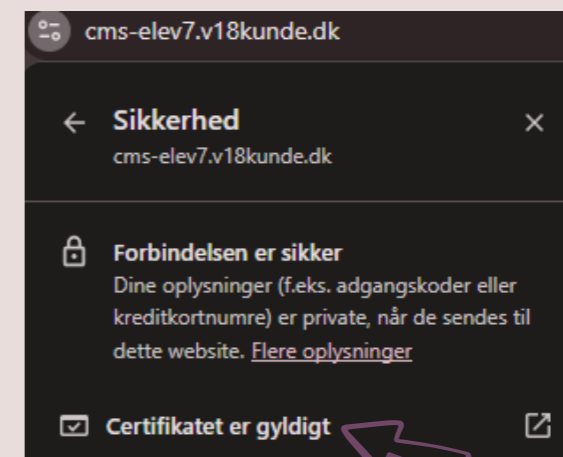 cms-elev7.v18kunde.dk
Sikkerhed
cms-elev7.v18kunde.dk
Forbindelsen er sikker
Dine oplysninger (f.eks. adgangskoder eller
kreditkortnumre) er private, når de sendes til
dette website. Flere oplysninger
Certifikatet er gyldigt